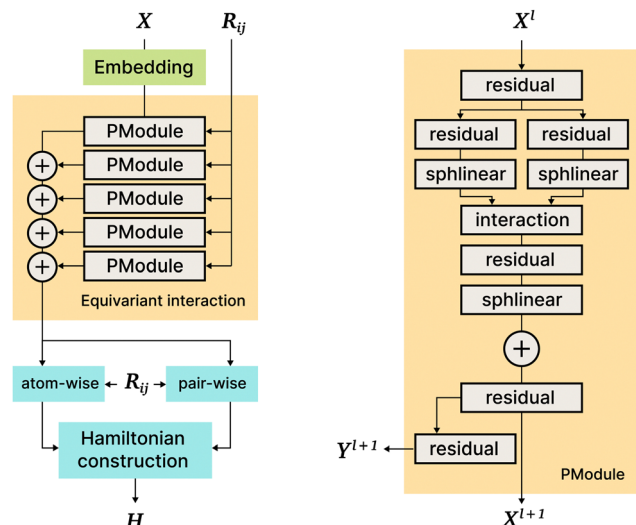 X
R_ij
Embedding
PModule
PModule
PModule
PModule
PModule
+
+
+
+
Equivariant interaction
atom-wise
R_ij
pair-wise
Hamiltonian
construction
H
X^l
residual
residual
residual
sphlinear
sphlinear
interaction
residual
sphlinear
+
residual
residual
Y^{l+1}
PModule
X^{l+1}